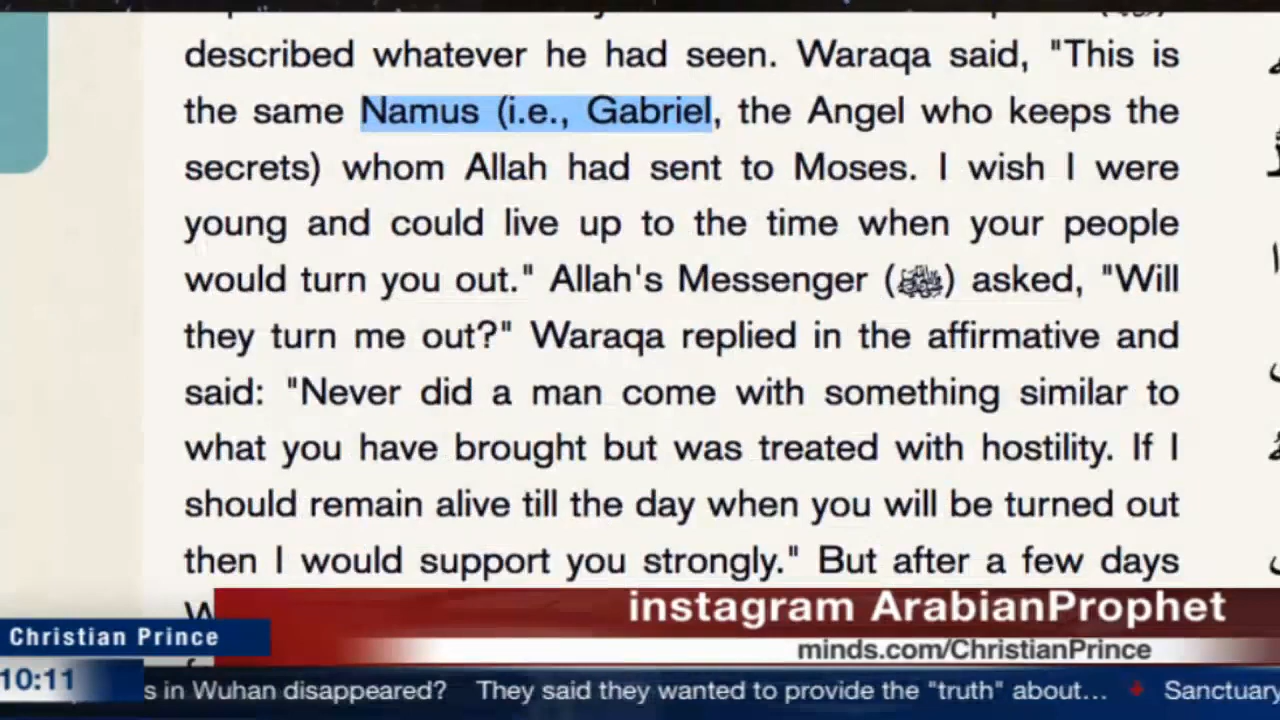 described whatever he had seen. Waraqa said, "This is
the same Namus (i.e., Gabriel, the Angel who keeps the
secrets) whom Allah had sent to Moses. I wish I were
young and could live up to the time when your people
would turn you out." Allah's Messenger (ﷺ) asked, "Will
they turn me out?" Waraqa replied in the affirmative and
said: "Never did a man come with something similar to
what you have brought but was treated with hostility. If I
should remain alive till the day when you will be turned out
then I would support you strongly." But after a few days
instagram ArabianProphet
Christian Prince
minds.com/ChristianPrince
10:11
s in Wuhan disappeared? They said they wanted to provide the "truth" about... Sanctuary